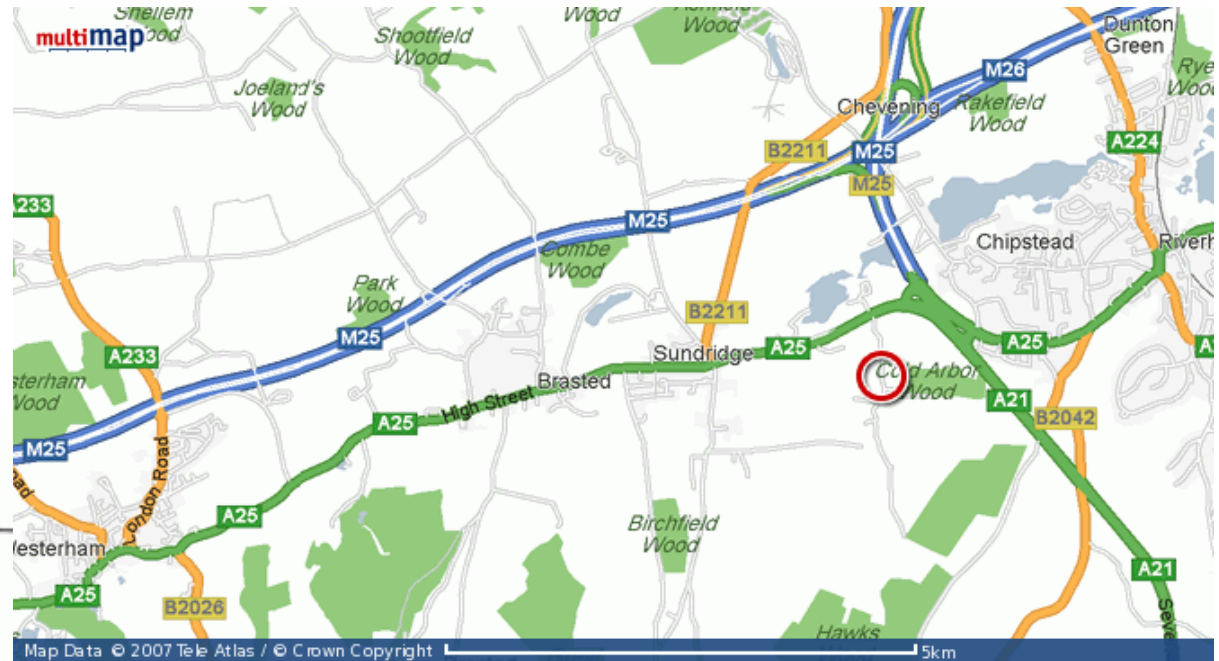 multimap
Shootfield
Wood
Wood
Wood
Dunton
Green
Joeland's
Wood
M26
Rye
Wood
Chevening
Rakefield
Wood
B2211
M25
A224
M25
A233
M25
Chipstead
Riverh
Combe
Wood
Park
Wood
B2211
M25
A233
Sundridge
A25
A25
Brasted
Cold Arbor
Wood
A21
B2042
High Street
A25
M25
London Road
A25
Birchfield
Wood
Westerham
A25
B2026
A21
Hawks
Map Data © 2007 Tele Atlas / © Crown Copyright
5km